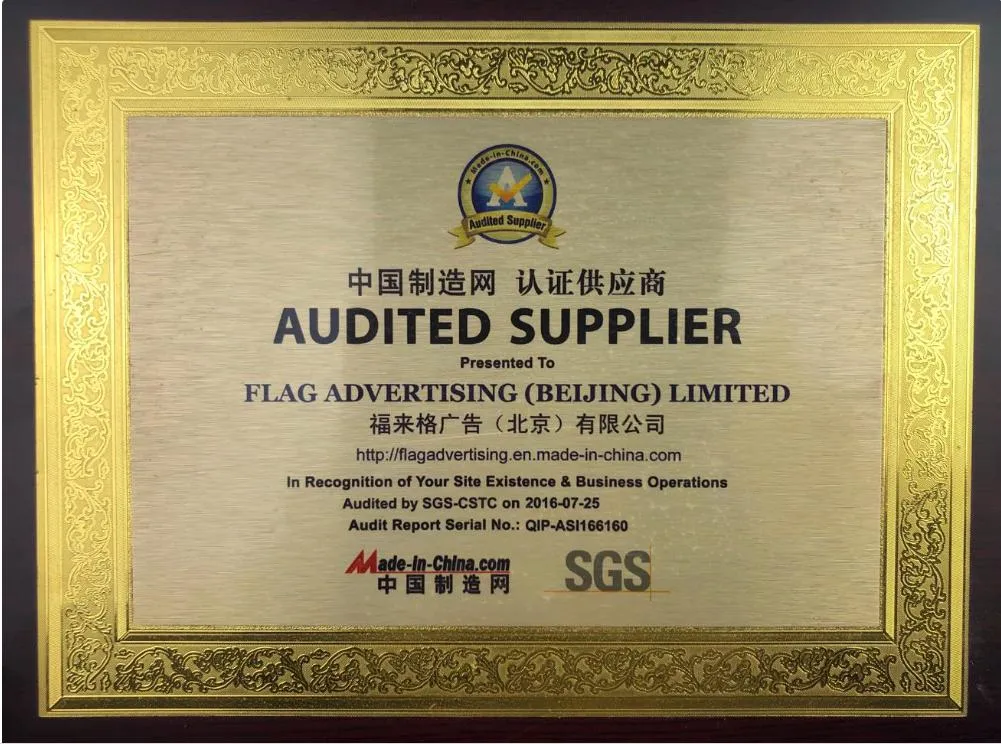 Made-in-China.com
A
Audited Supplier
中国制造网 认证供应商
AUDITED SUPPLIER
Presented To
FLAG ADVERTISING (BEIJING) LIMITED
福来格广告（北京）有限公司
http://flagadvertising.en.made-in-china.com
In Recognition of Your Site Existence & Business Operations
Audited by SGS-CSTC on 2016-07-25
Audit Report Serial No.: QIP-ASI166160
Made-in-China.com
中国制造网
SGS